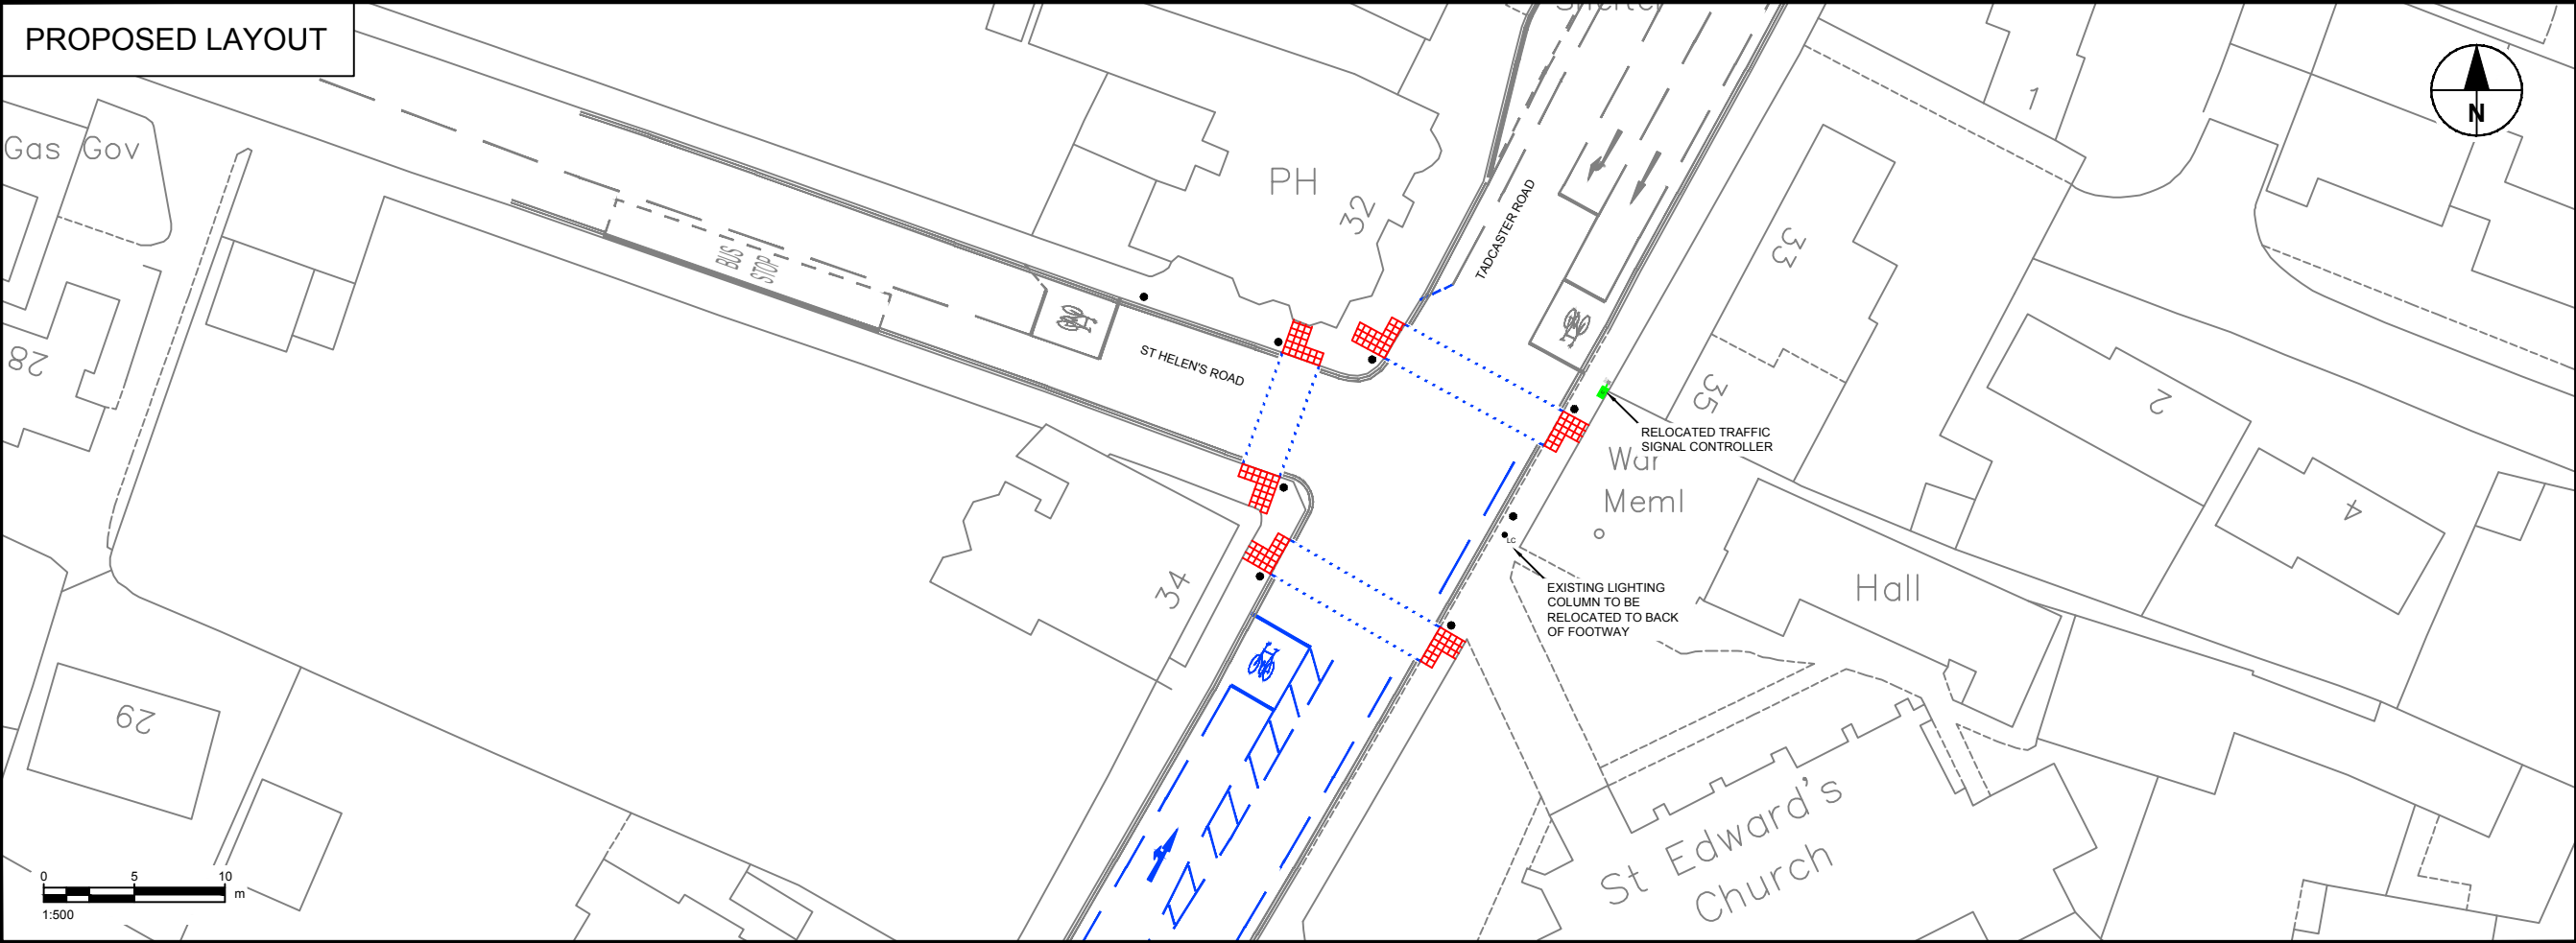 PROPOSED LAYOUT
Shelter
N
1
Gas Gov
PH
32
33
TADCASTER ROAD
BUS
STOP
28
ST HELEN'S ROAD
35
2
RELOCATED TRAFFIC
SIGNAL CONTROLLER
War
Meml
4
LC
EXISTING LIGHTING
COLUMN TO BE
RELOCATED TO BACK
OF FOOTWAY
34
Hall
29
St Edward's
Church
0 5 10
m
1:500